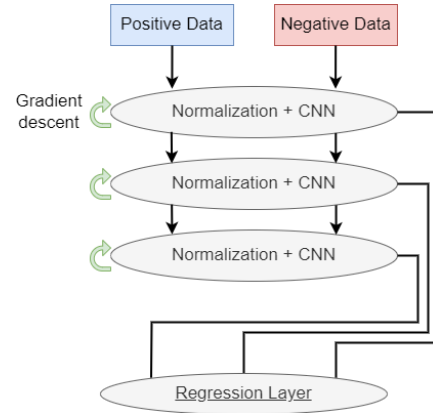 Positive Data
Negative Data
Gradient
descent
Normalization + CNN
Normalization + CNN
Normalization + CNN
Regression Layer